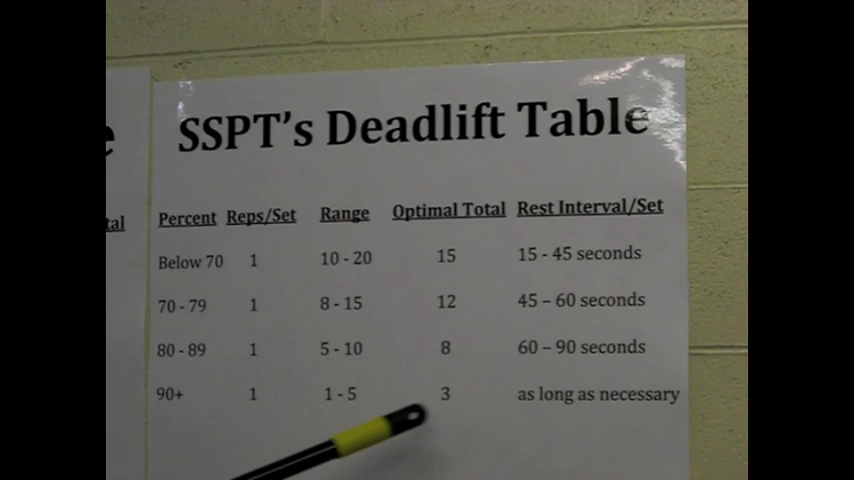 e
SSPT's Deadlift Table
tal
Percent Reps/Set Range Optimal Total Rest Interval/Set
Below 70 1 10 - 20 15 15 - 45 seconds
70 - 79 1 8 - 15 12 45 – 60 seconds
80 - 89 1 5 - 10 8 60 – 90 seconds
90+ 1 1 - 5 3 as long as necessary